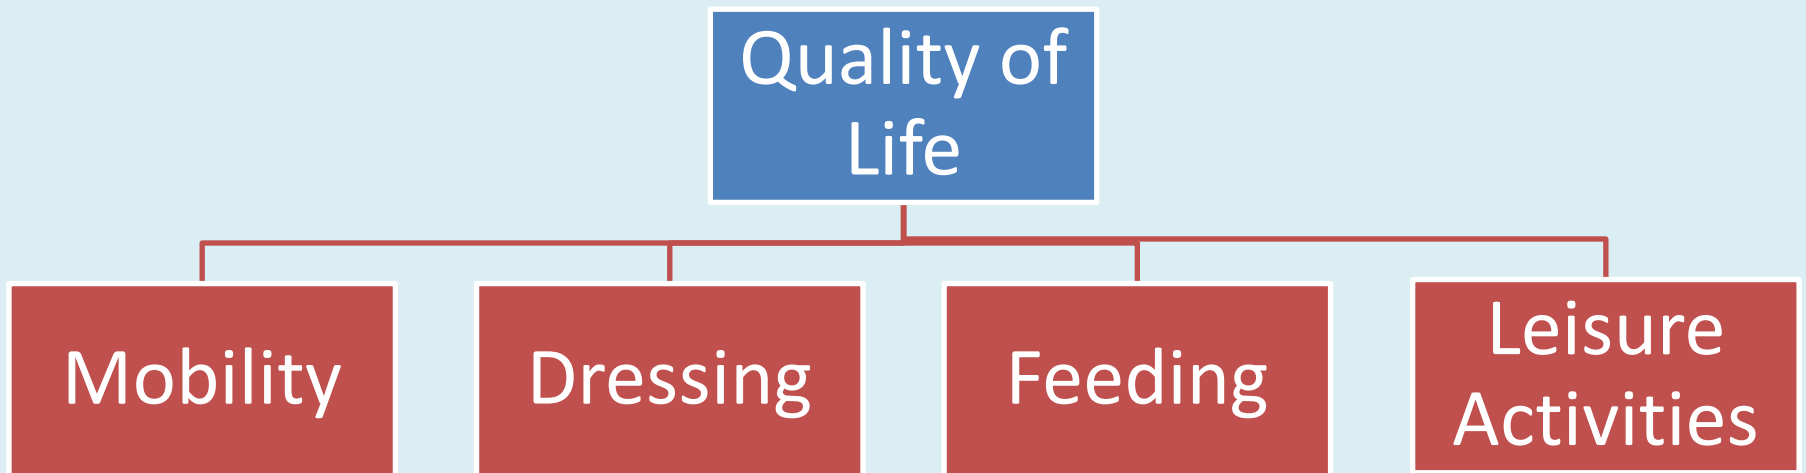 Quality of
Life
Mobility
Dressing
Feeding
Leisure
Activities